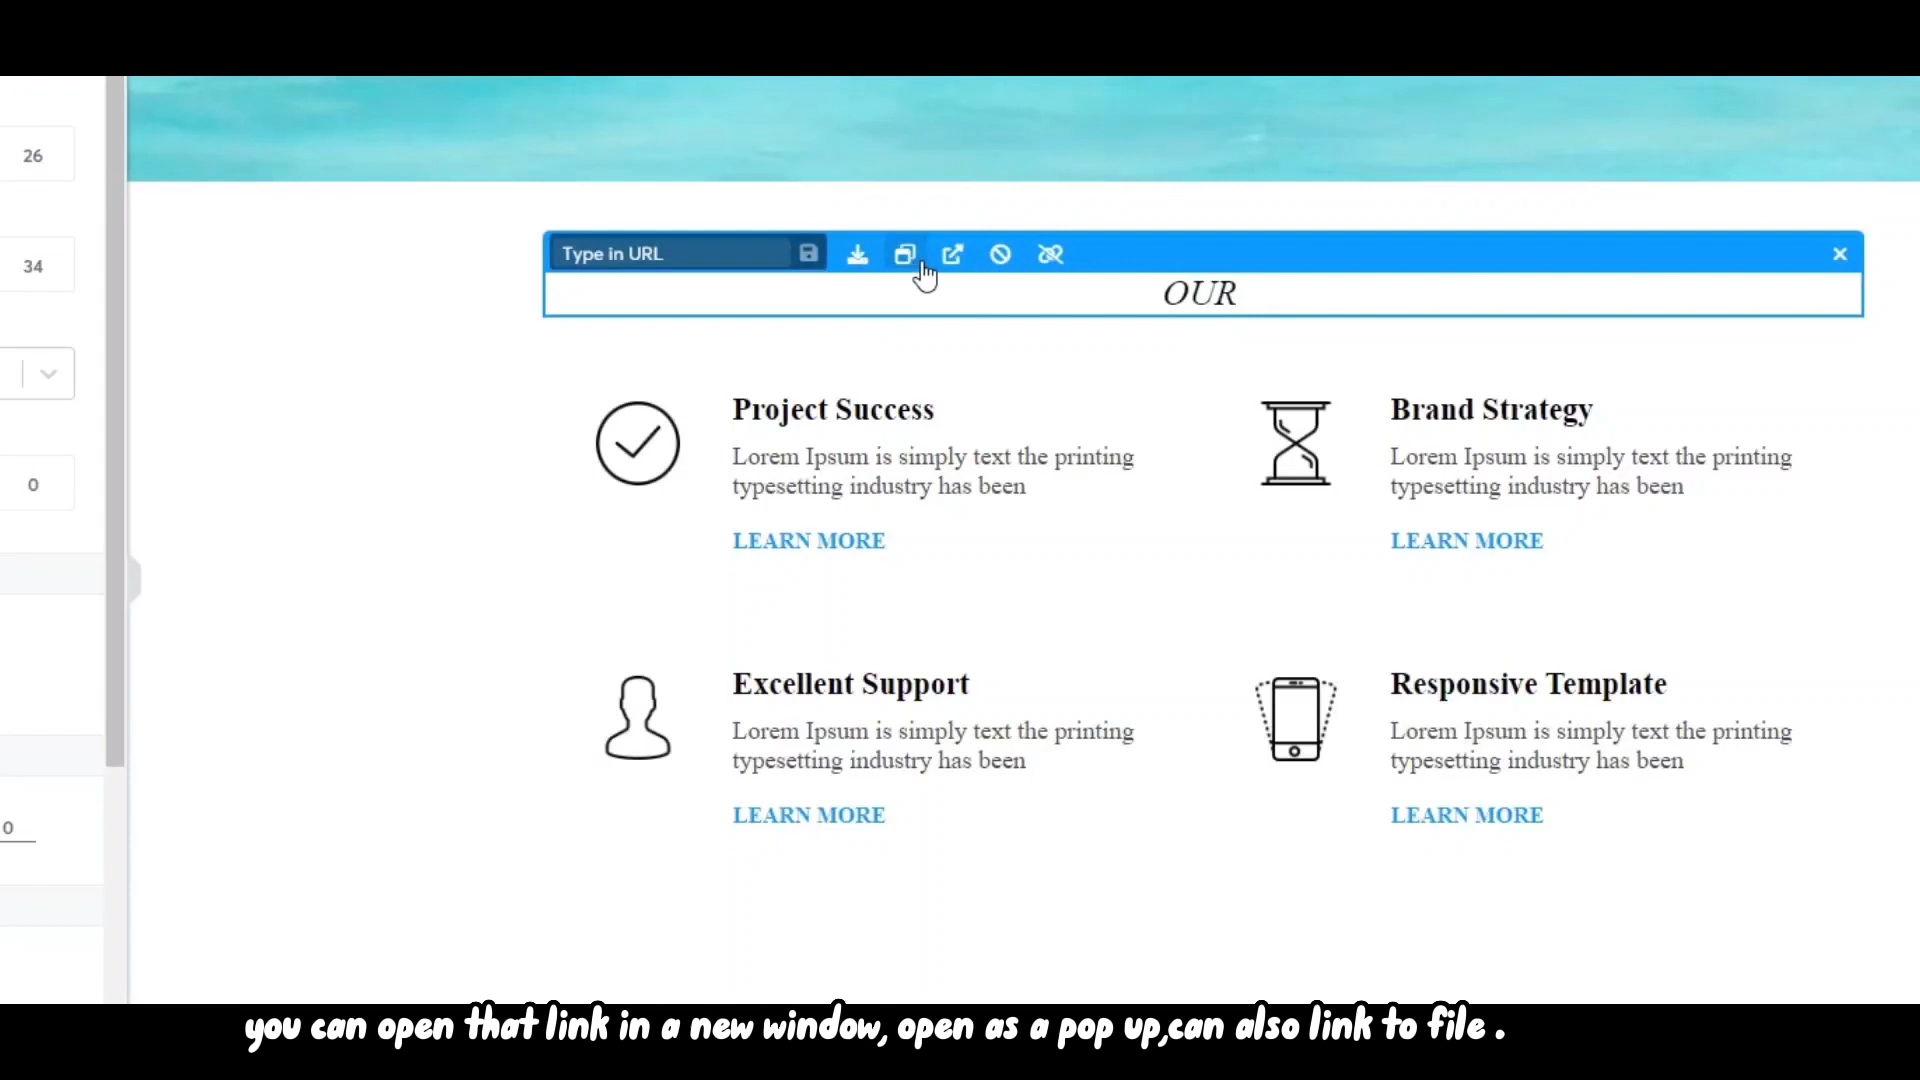 26
34
0
0
Type in URL
OUR
Project Success
Lorem Ipsum is simply text the printing
typesetting industry has been
LEARN MORE
Brand Strategy
Lorem Ipsum is simply text the printing
typesetting industry has been
LEARN MORE
Excellent Support
Lorem Ipsum is simply text the printing
typesetting industry has been
LEARN MORE
Responsive Template
Lorem Ipsum is simply text the printing
typesetting industry has been
LEARN MORE
you can open that link in a new window, open as a pop up,can also link to file .